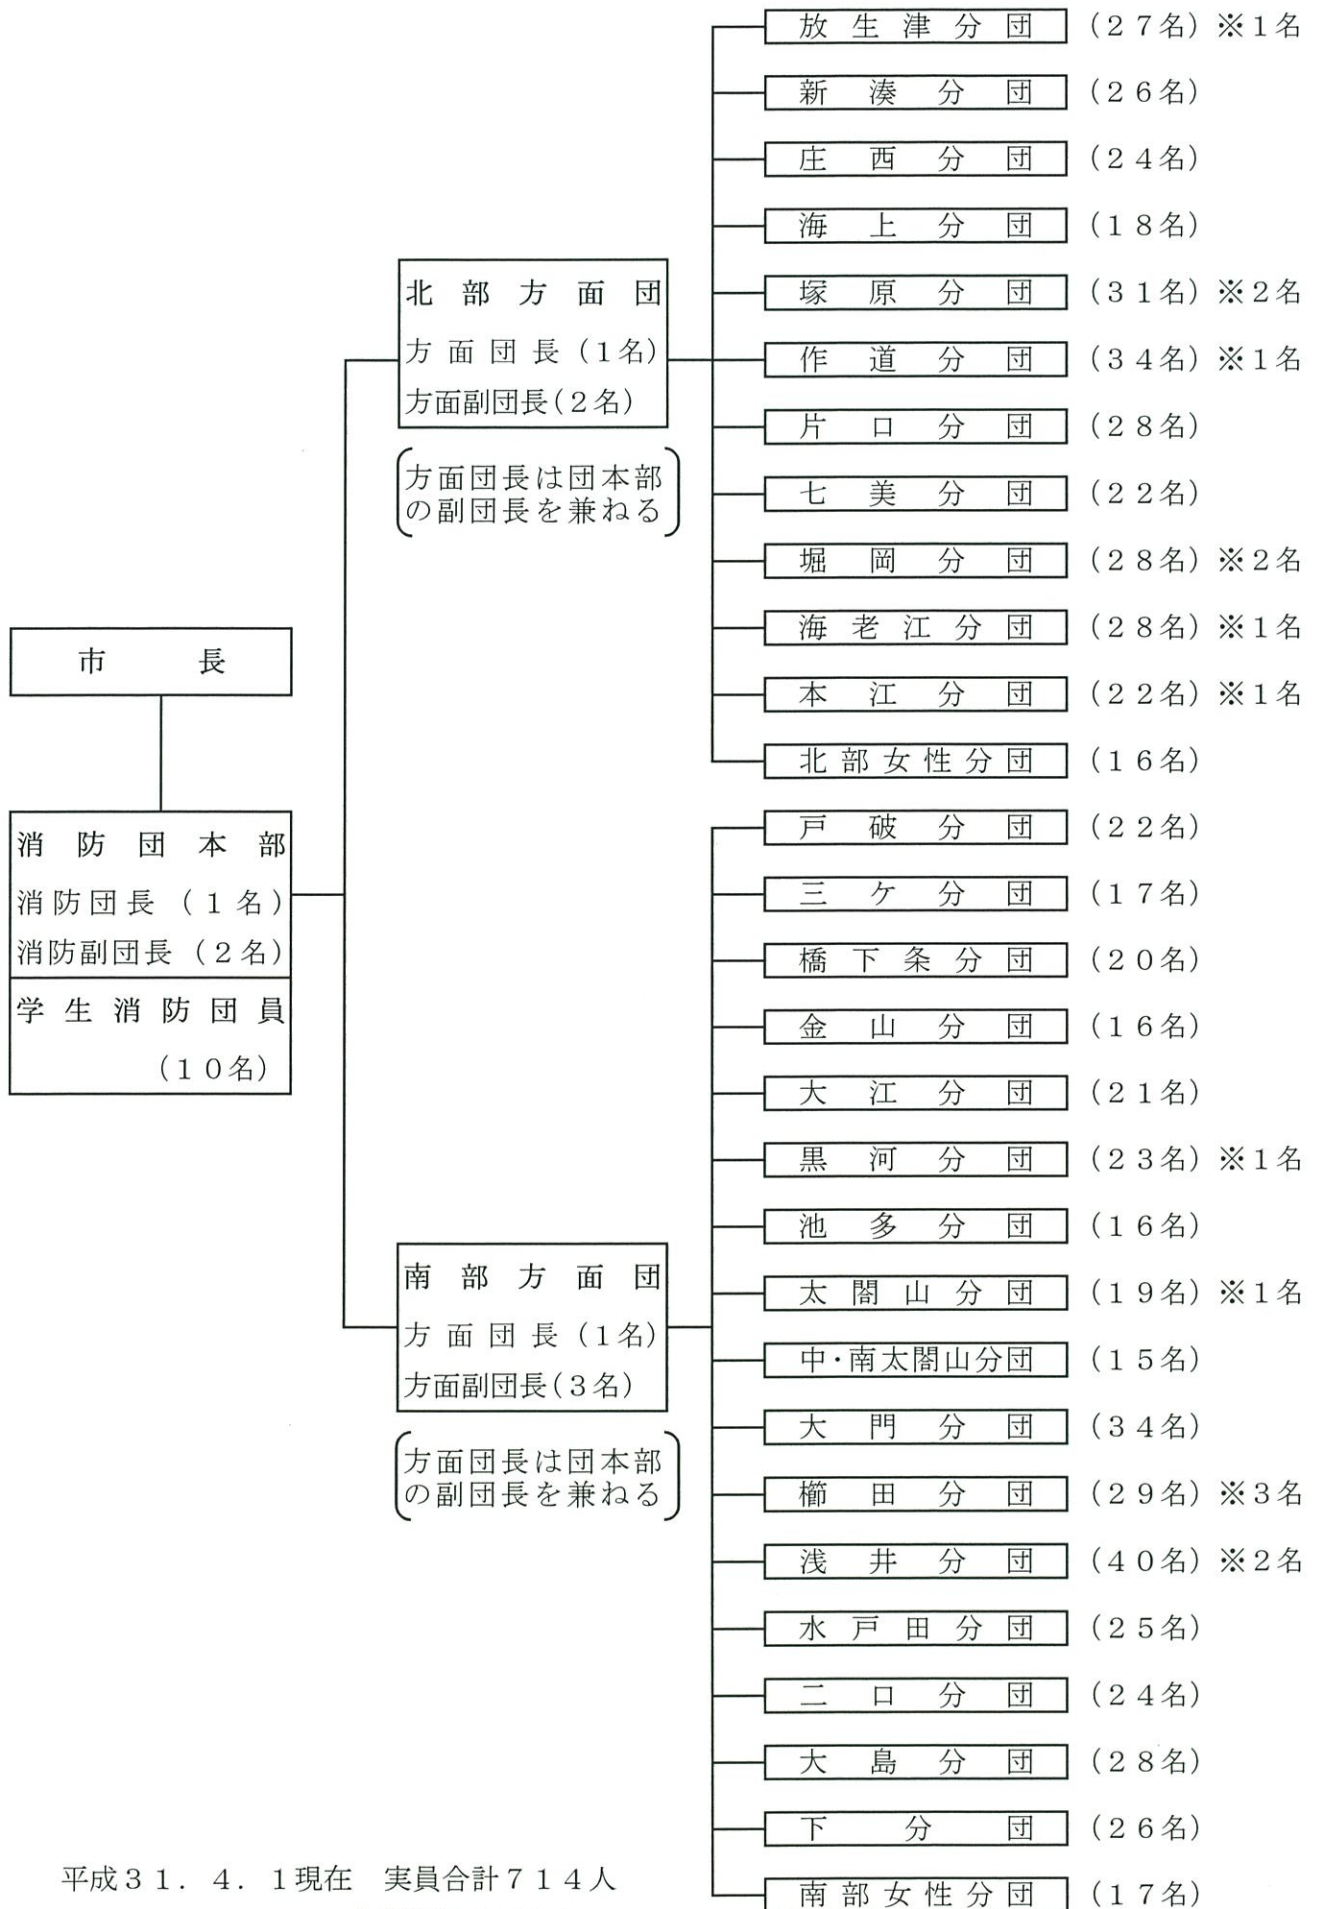 市長
消防団本部
消防団長（１名）
消防副団長（２名）
学生消防団員
（１０名）
北部方面団
方面団長（１名）
方面副団長（２名）
方面団長は団本部
の副団長を兼ねる
放生津分団（２７名）※１名
新湊分団（２６名）
庄西分団（２４名）
海上分団（１８名）
塚原分団（３１名）※２名
作道分団（３４名）※１名
片口分団（２８名）
七美分団（２２名）
堀岡分団（２８名）※２名
海老江分団（２８名）※１名
本江分団（２２名）※１名
北部女性分団（１６名）
南部方面団
方面団長（１名）
方面副団長（３名）
方面団長は団本部
の副団長を兼ねる
戸破分団（２２名）
三ケ分団（１７名）
橋下条分団（２０名）
金山分団（１６名）
大江分団（２１名）
黒河分団（２３名）※１名
池多分団（１６名）
太閤山分団（１９名）※１名
中・南太閤山分団（１５名）
大門分団（３４名）
櫛田分団（２９名）※３名
浅井分団（４０名）※２名
水戸田分団（２５名）
二口分団（２４名）
大島分団（２８名）
下分団（２６名）
南部女性分団（１７名）
平成３１．４．１現在　実員合計７１４人